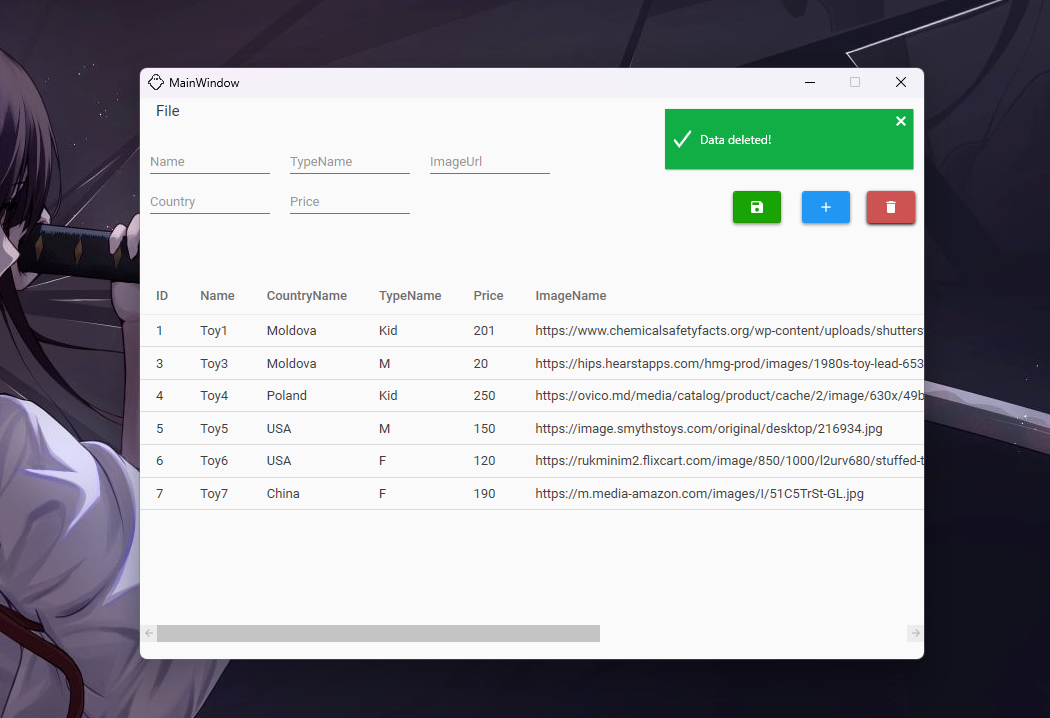 MainWindow
File
Data deleted!
Name TypeName ImageUrl
Country Price
ID Name CountryName TypeName Price ImageName
1 Toy1 Moldova Kid 201 https://www.chemicalsafetyfacts.org/wp-content/uploads/shutters
3 Toy3 Moldova M 20 https://hips.hearstapps.com/hmg-prod/images/1980s-toy-lead-653
4 Toy4 Poland Kid 250 https://ovico.md/media/catalog/product/cache/2/image/630x/49b
5 Toy5 USA M 150 https://image.smythstoys.com/original/desktop/216934.jpg
6 Toy6 USA F 120 https://rukminim2.flixcart.com/image/850/1000/l2urv680/stuffed-t
7 Toy7 China F 190 https://m.media-amazon.com/images/I/51C5TrSt-GL.jpg